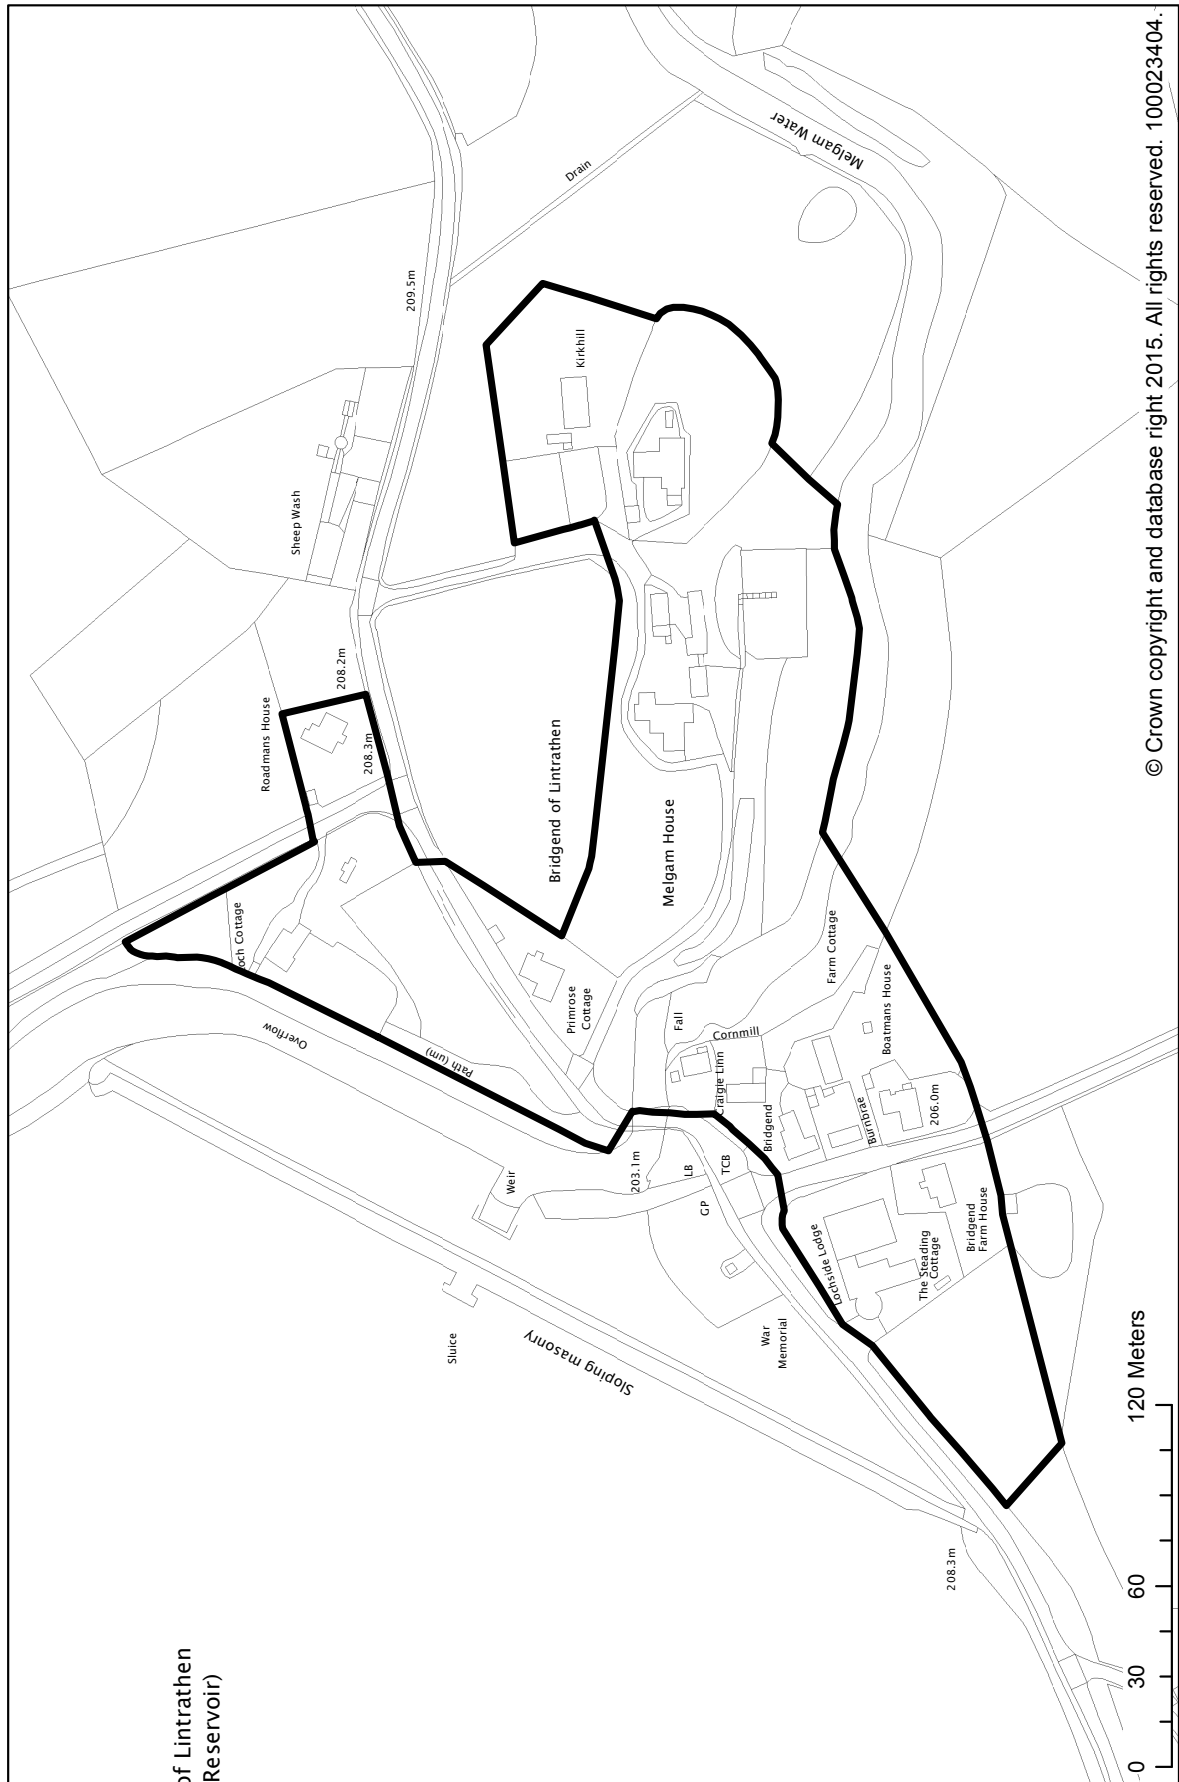 of Lintrathen
Reservoir)
Sheep Wash
209.5m
Drain
Melgam Water
Kirkhill
Roadmans House
208.2m
208.3m
Bridgend of Lintrathen
Melgam House
och Cottage
Overflow
Path (um)
Primrose
Cottage
Fall
Farm Cottage
Boatmans House
Cornmill
Craigie Linn
Bridgend
Burnbrae
206.0m
Weir
203.1m
LB
TCB
GP
Sluice
Sloping masonry
War
Memorial
Lochside Lodge
The Steading
Cottage
Bridgend
Farm House
208.3m
0 30 60 120 Meters
© Crown copyright and database right 2015. All rights reserved. 100023404.